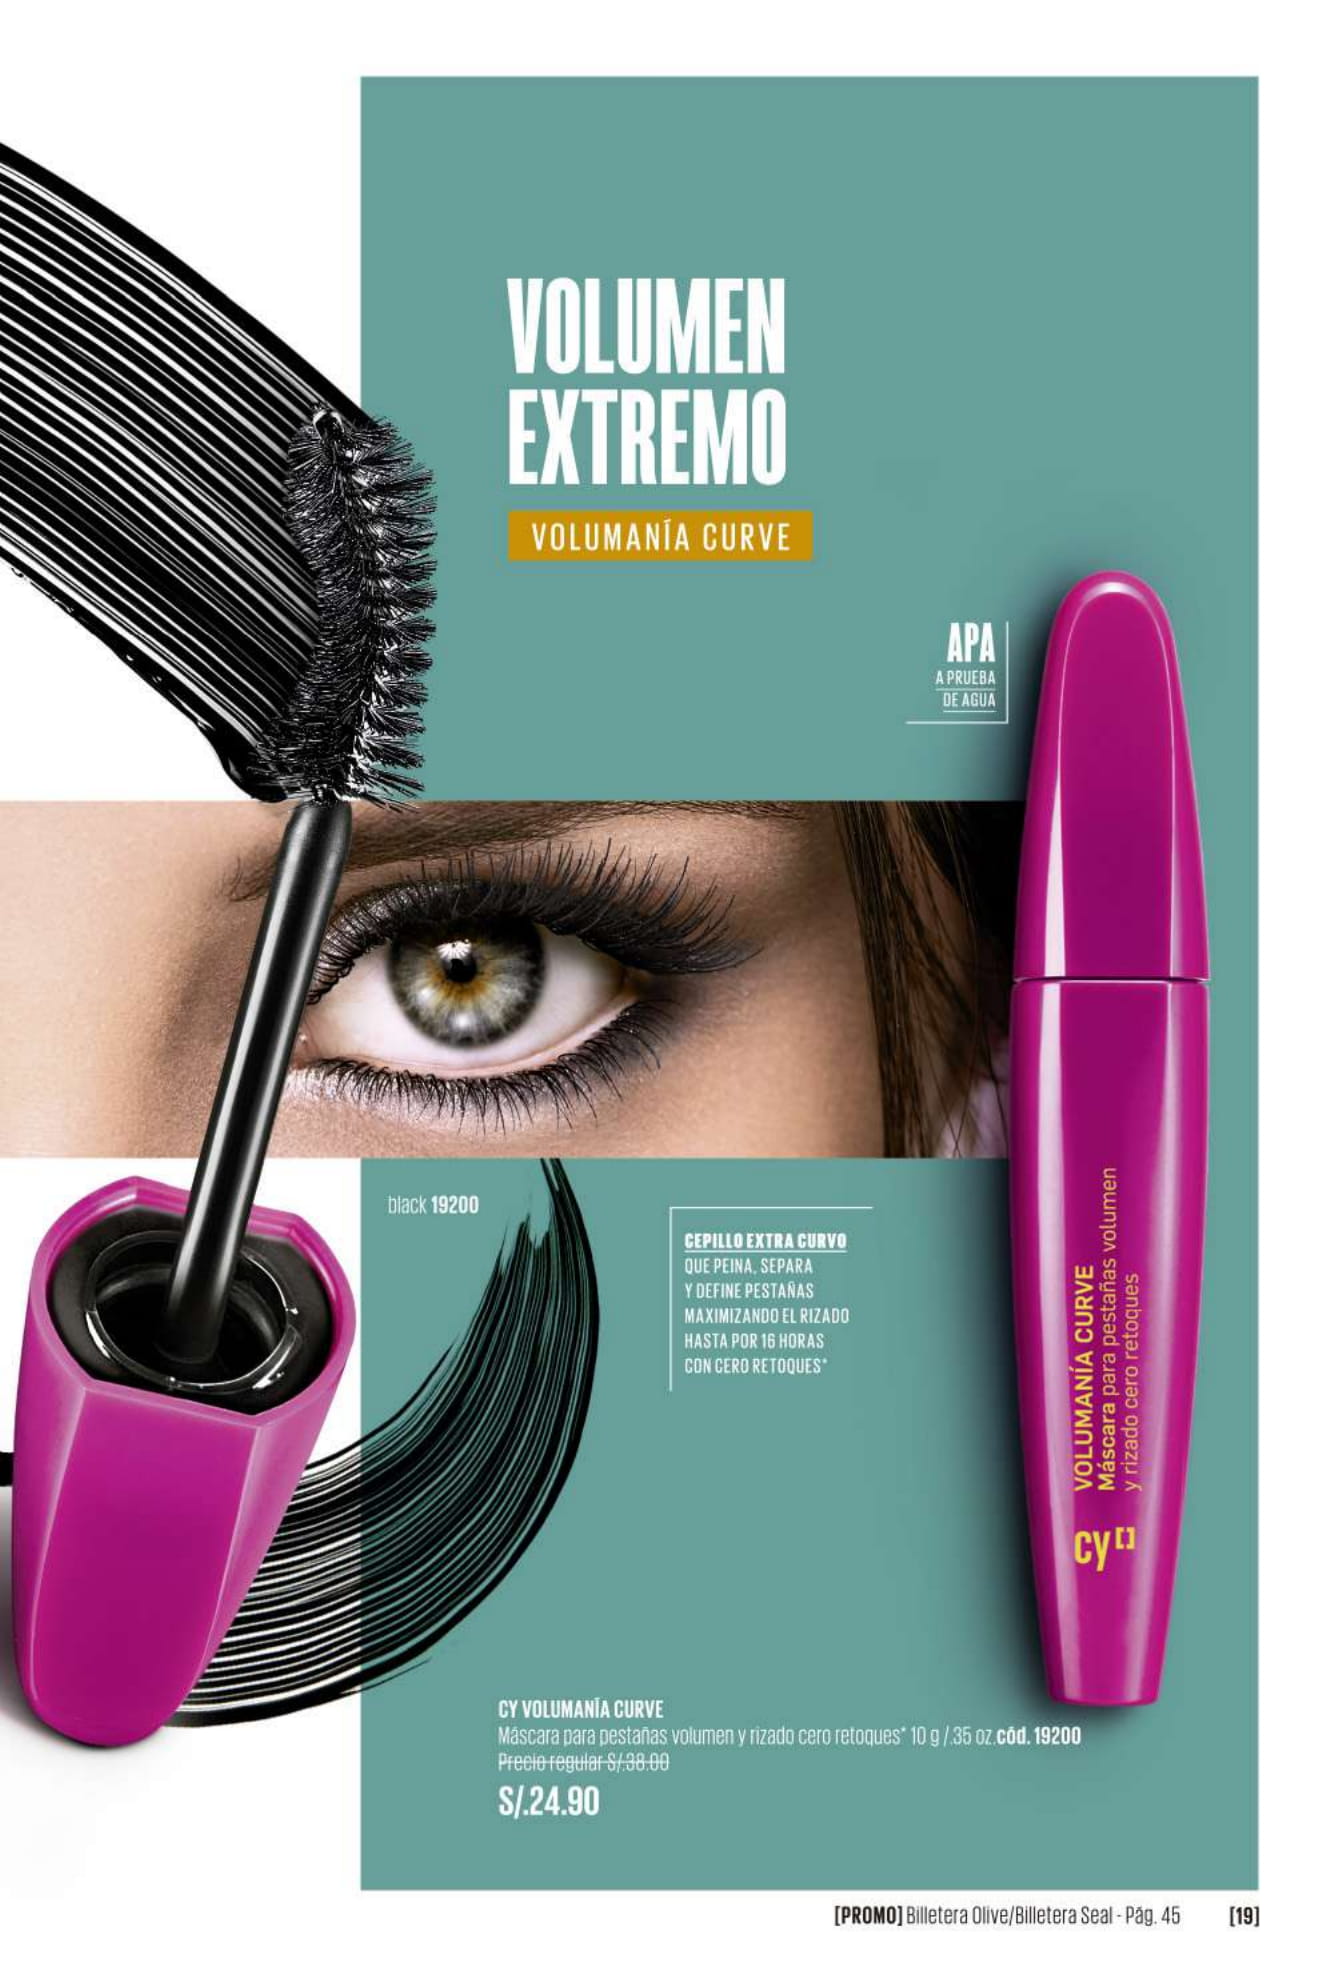 VOLUMEN
EXTREMO
VOLUMANÍA CURVE
APA
A PRUEBA
DE AGUA
black 19200
CEPILLO EXTRA CURVO
QUE PEINA, SEPARA
Y DEFINE PESTAÑAS
MAXIMIZANDO EL RIZADO
HASTA POR 16 HORAS
CON CERO RETOQUES*
VOLUMANÍA CURVE
Máscara para pestañas volumen
y rizado cero retoques
cy[]
CY VOLUMANÍA CURVE
Máscara para pestañas volumen y rizado cero retoques* 10 g /.35 oz.cód. 19200
Precio regular S/.38.00
S/.24.90
[PROMO] Billetera Olive/Billetera Seal - Pág. 45 [19]